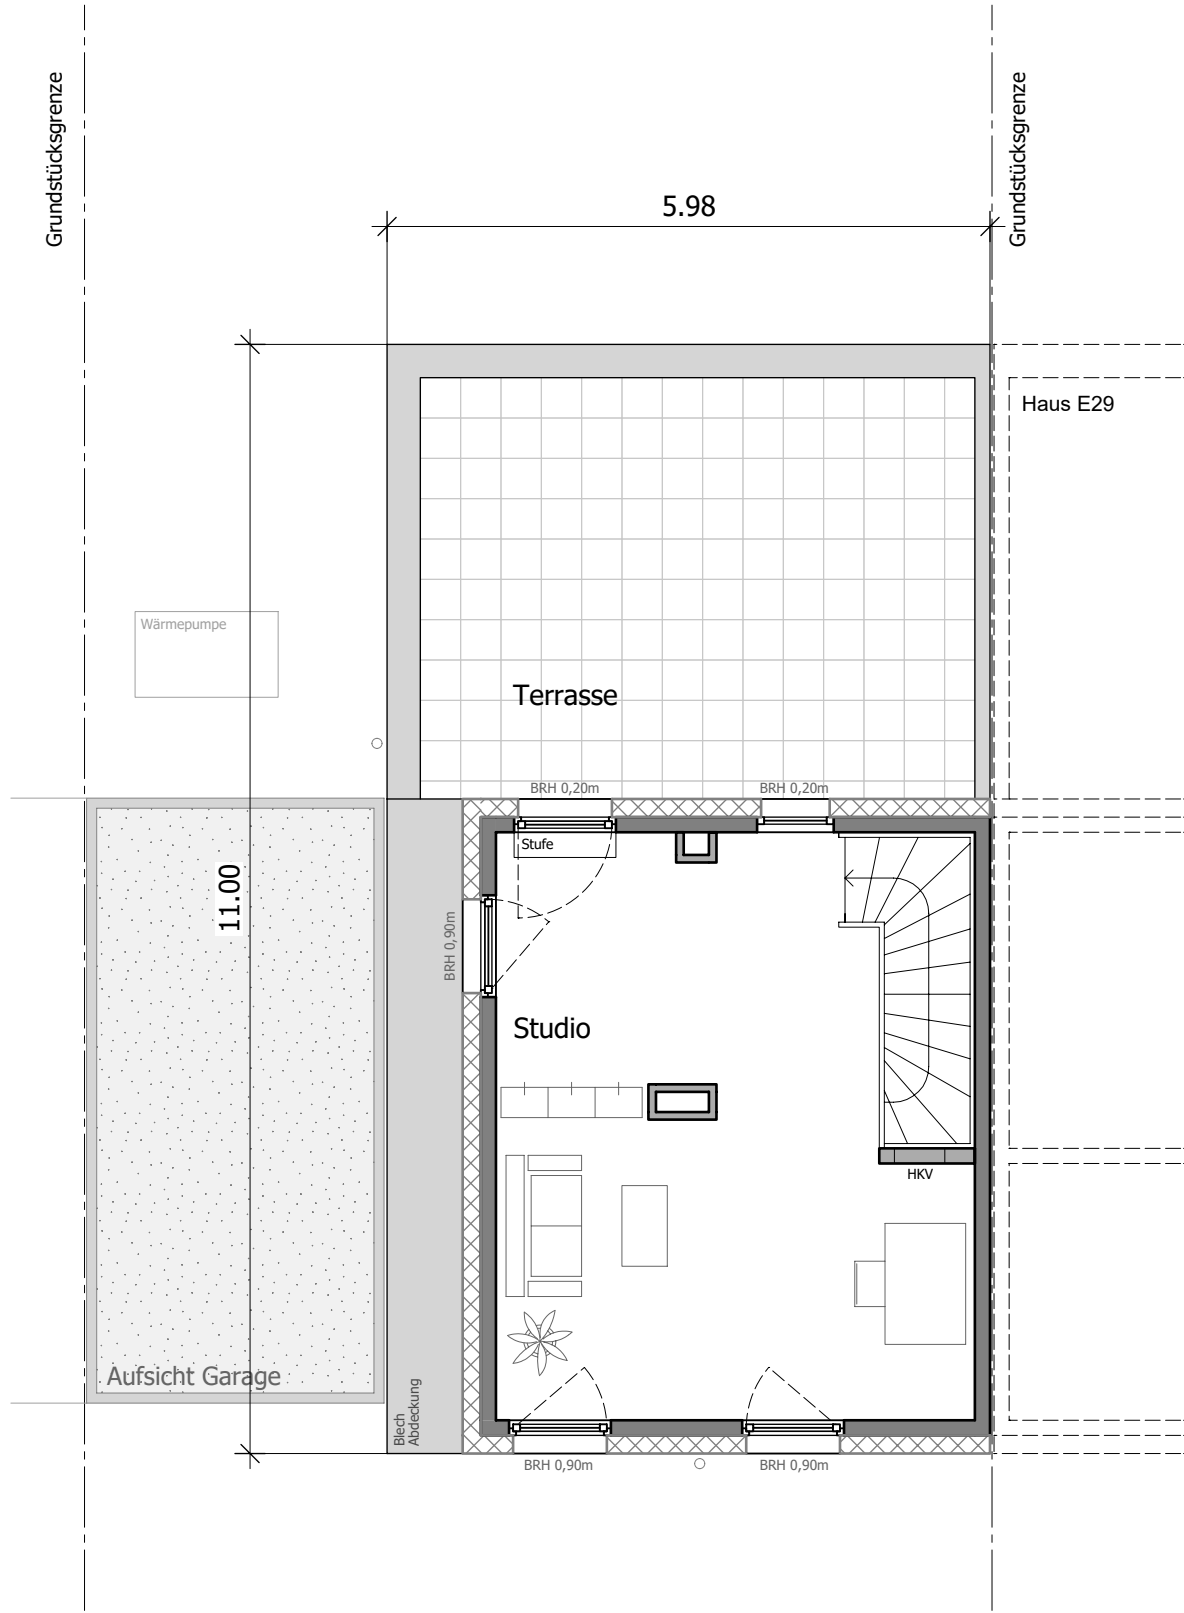 Grundstücksgrenze
Grundstücksgrenze
5.98
Haus E29
Wärmepumpe
Terrasse
BRH 0,20m
BRH 0,20m
Stufe
11.00
BRH 0,90m
Studio
HKV
Aufsicht Garage
Blech
Abdeckung
BRH 0,90m
BRH 0,90m